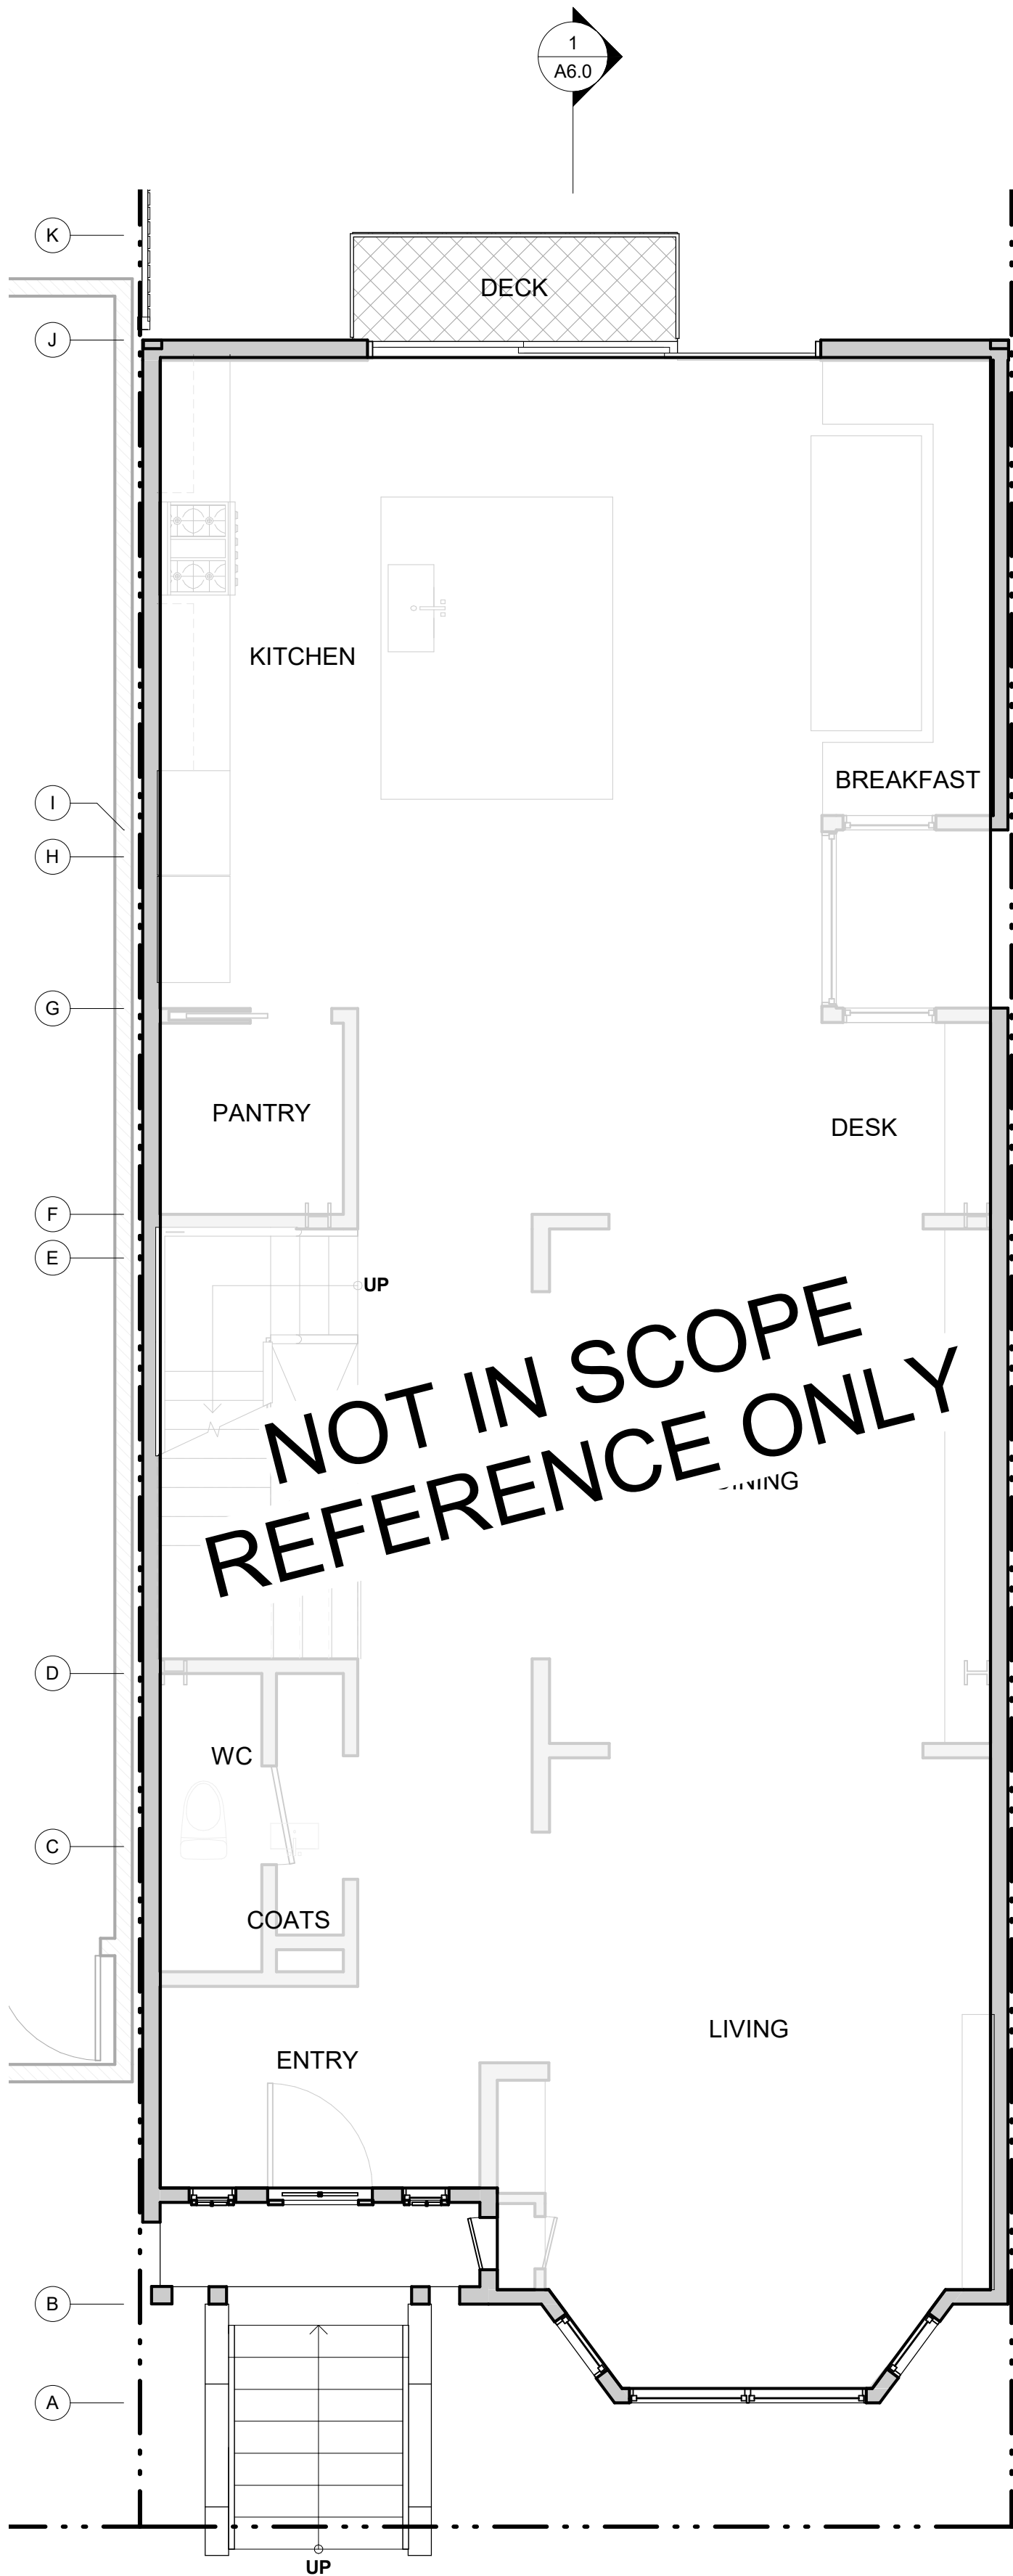 1
A6.0
K
DECK
J
KITCHEN
BREAKFAST
I
H
G
PANTRY
DESK
F
E
UP
NOT IN SCOPE
REFERENCE ONLY
DINING
D
WC
C
COATS
LIVING
ENTRY
B
A
UP